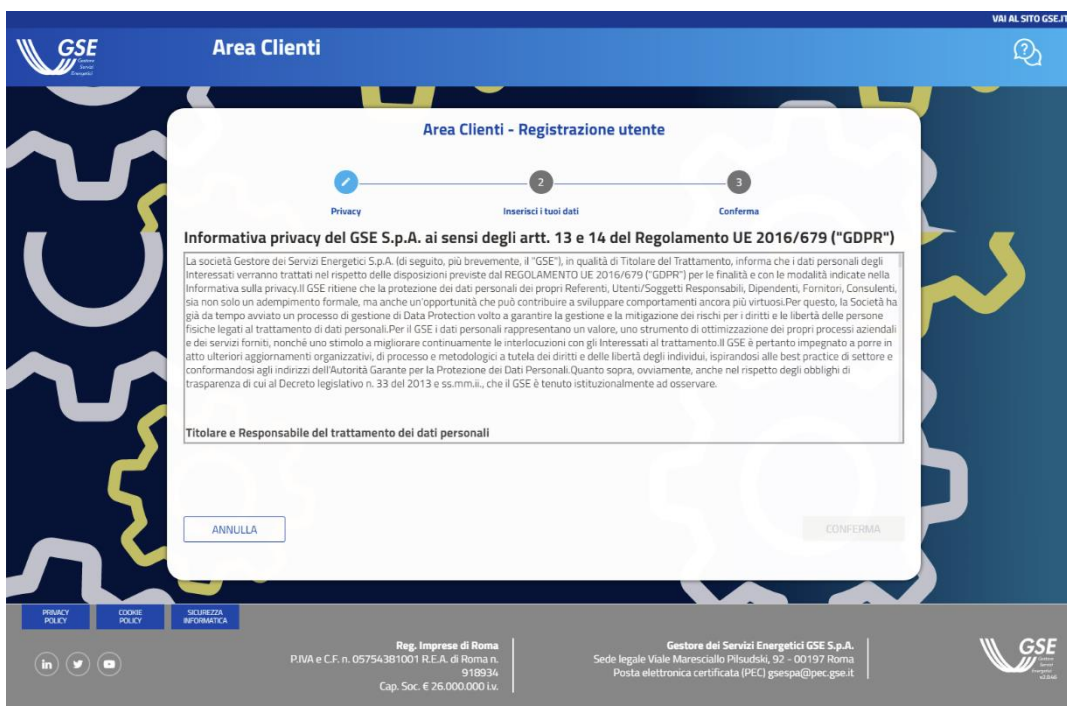 VAI AL SITO GSE.IT
GSE
Gestore
Servizi
Energetici
Area Clienti
Area Clienti - Registrazione utente
2
3
Privacy
Inserisci i tuoi dati
Conferma
Informativa privacy del GSE S.p.A. ai sensi degli artt. 13 e 14 del Regolamento UE 2016/679 ("GDPR")
La società Gestore dei Servizi Energetici S.p.A. (di seguito, più brevemente, il "GSE"), in qualità di Titolare del Trattamento, informa che i dati personali degli
Interessati verranno trattati nel rispetto delle disposizioni previste dal REGOLAMENTO UE 2016/679 ("GDPR") per le finalità e con le modalità indicate nella
Informativa sulla privacy.Il GSE ritiene che la protezione dei dati personali dei propri Referenti, Utenti/Soggetti Responsabili, Dipendenti, Fornitori, Consulenti,
sia non solo un adempimento formale, ma anche un'opportunità che può contribuire a sviluppare comportamenti ancora più virtuosi.Per questo, la Società ha
già da tempo avviato un processo di gestione di Data Protection volto a garantire la gestione e la mitigazione dei rischi per i diritti e le libertà delle persone
fisiche legati al trattamento di dati personali.Per il GSE i dati personali rappresentano un valore, uno strumento di ottimizzazione dei propri processi aziendali
e dei servizi forniti, nonché uno stimolo a migliorare continuamente le interlocuzioni con gli Interessati al trattamento.Il GSE è pertanto impegnato a porre in
atto ulteriori aggiornamenti organizzativi, di processo e metodologici a tutela dei diritti e delle libertà degli individui, ispirandosi alle best practice di settore e
conformandosi agli indirizzi dell'Autorità Garante per la Protezione dei Dati Personali.Quanto sopra, ovviamente, anche nel rispetto degli obblighi di
trasparenza di cui al Decreto legislativo n. 33 del 2013 e ss.mm.ii., che il GSE è tenuto istituzionalmente ad osservare.
Titolare e Responsabile del trattamento dei dati personali
ANNULLA
CONFERMA
PRIVACY
POLICY
COOKIE
POLICY
SICUREZZA
INFORMATICA
Reg. Imprese di Roma
P.IVA e C.F. n. 05754381001 R.E.A. di Roma n.
918934
Cap. Soc. € 26.000.000 i.v.
Gestore dei Servizi Energetici GSE S.p.A.
Sede legale Viale Maresciallo Pilsudski, 92 - 00197 Roma
Posta elettronica certificata (PEC) gsespa@pec.gse.it
GSE
Gestore
Servizi
Energetici